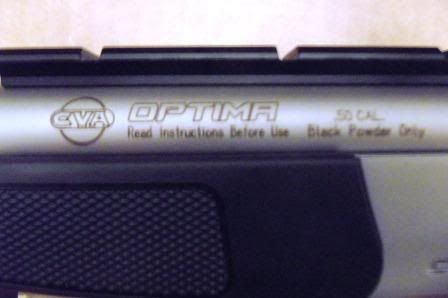 CVA OPTIMA .50 CAL.
Read Instructions Before Use Black Powder Only